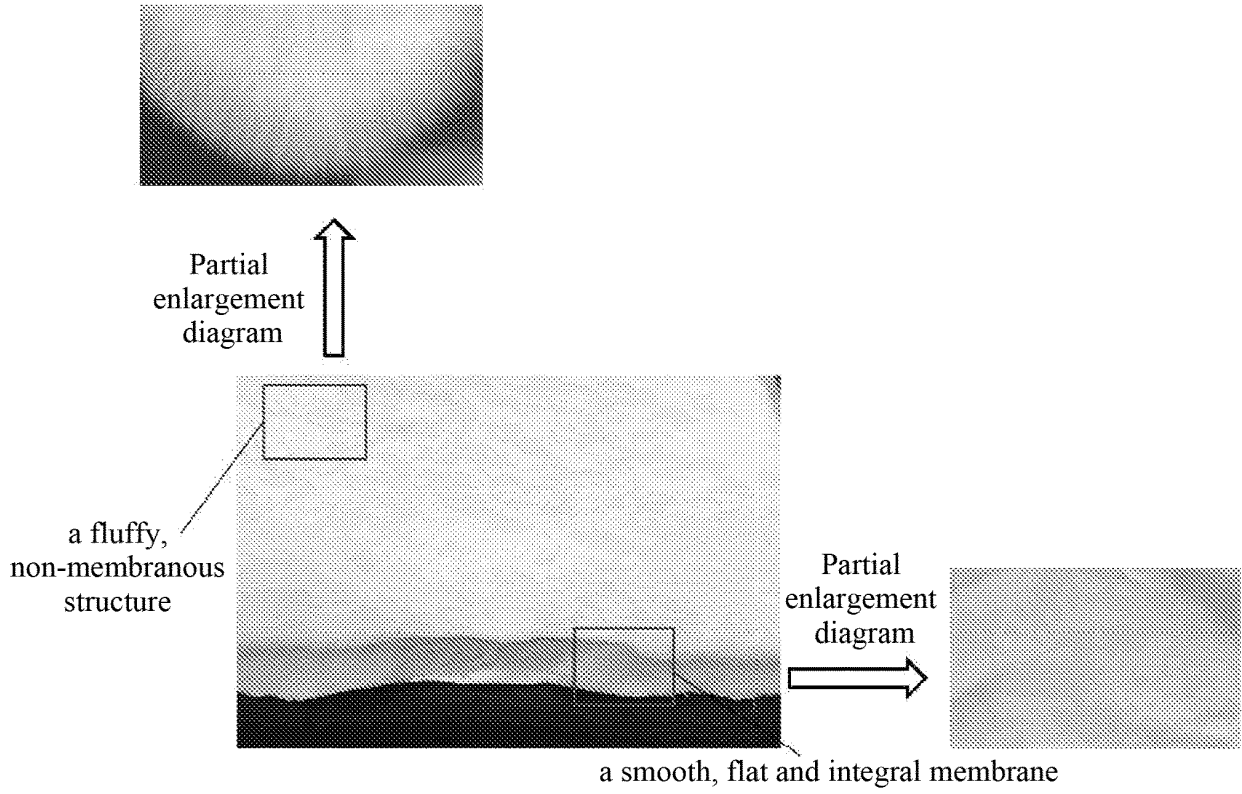 Partial
enlargement
diagram
a fluffy,
non-membranous
structure
Partial
enlargement
diagram
a smooth, flat and integral membrane